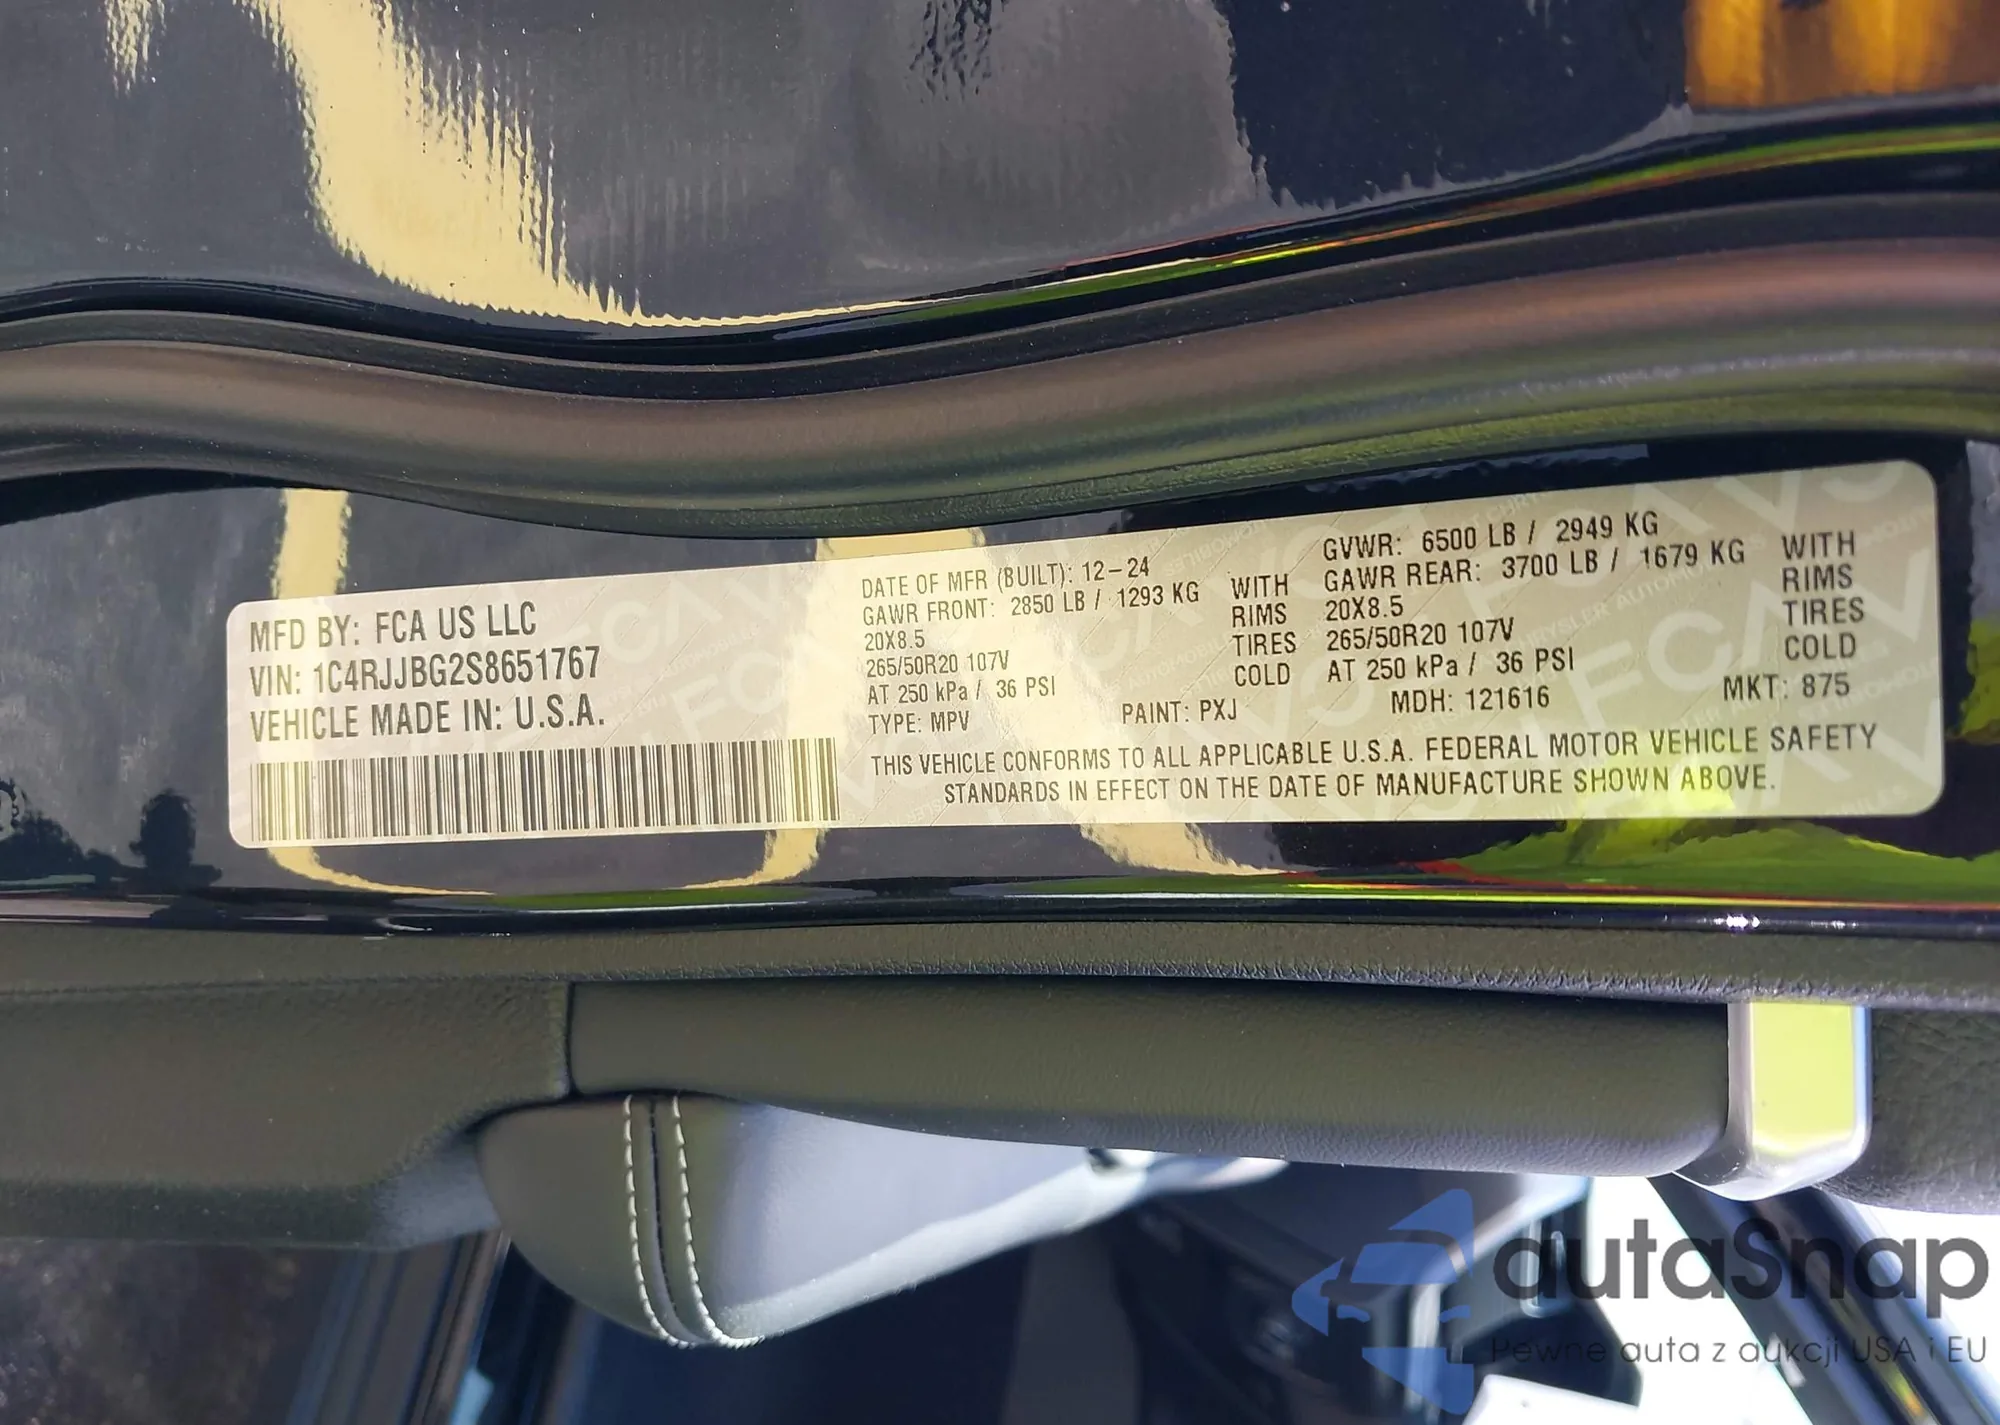 MFD BY: FCA US LLC
VIN: 1C4RJJBG2S8651767
VEHICLE MADE IN: U.S.A.
DATE OF MFR (BUILT): 12-24
GAWR FRONT: 2850 LB / 1293 KG WITH
20X8.5 RIMS
265/50R20 107V TIRES
AT 250 kPa / 36 PSI COLD
TYPE: MPV
GVWR: 6500 LB / 2949 KG
GAWR REAR: 3700 LB / 1679 KG WITH
20X8.5 RIMS
265/50R20 107V TIRES
AT 250 kPa / 36 PSI COLD
PAINT: PXJ MDH: 121616 MKT: 875
THIS VEHICLE CONFORMS TO ALL APPLICABLE U.S.A. FEDERAL MOTOR VEHICLE SAFETY
STANDARDS IN EFFECT ON THE DATE OF MANUFACTURE SHOWN ABOVE.
autaSnap
Pewne auta z aukcji USA i EU